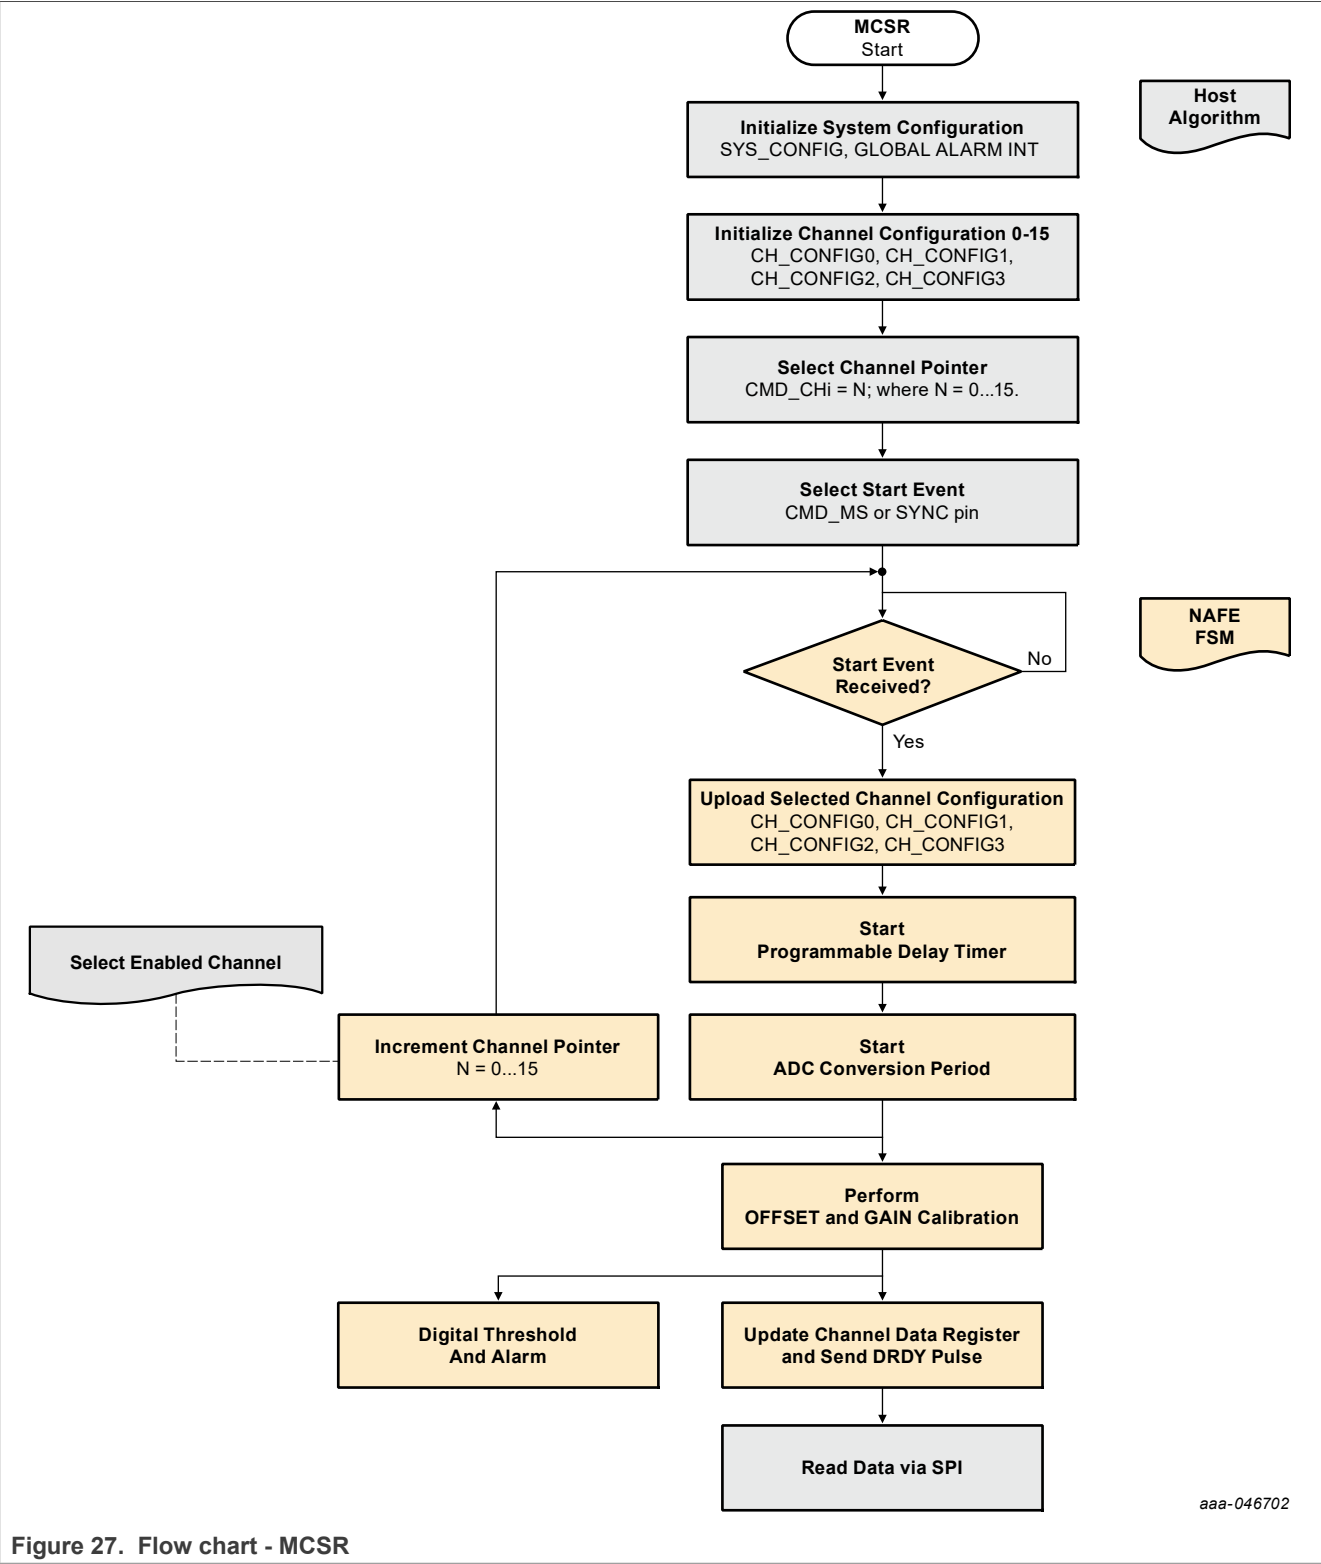 MCSR
Start
Host
Algorithm
Initialize System Configuration
SYS_CONFIG, GLOBAL ALARM INT
Initialize Channel Configuration 0-15
CH_CONFIG0, CH_CONFIG1,
CH_CONFIG2, CH_CONFIG3
Select Channel Pointer
CMD_CHi = N; where N = 0...15.
Select Start Event
CMD_MS or SYNC pin
NAFE
FSM
Start Event
Received?
No
Yes
Upload Selected Channel Configuration
CH_CONFIG0, CH_CONFIG1,
CH_CONFIG2, CH_CONFIG3
Start
Programmable Delay Timer
Select Enabled Channel
Increment Channel Pointer
N = 0...15
Start
ADC Conversion Period
Perform
OFFSET and GAIN Calibration
Digital Threshold
And Alarm
Update Channel Data Register
and Send DRDY Pulse
Read Data via SPI
aaa-046702
Figure 27. Flow chart - MCSR